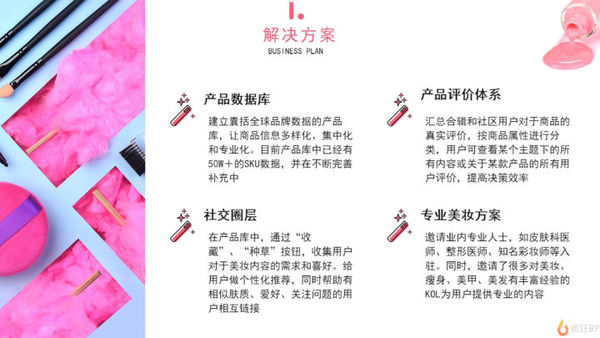 1.
解决方案
BUSINESS PLAN
产品数据库
建立囊括全球品牌数据的产品
库，让商品信息多样化、集中化
和专业化。目前产品库中已经有
50W＋的SKU数据，并在不断完善
补充中
产品评价体系
汇总合辑和社区用户对于商品的
真实评价，按商品属性进行分
类，用户可查看某个主题下的所
有内容或关于某款产品的所有用
户评价，提高决策效率
社交圈层
在产品库中，通过“收
藏”、“种草”按钮，收集用户
对于美妆内容的需求和喜好。给
用户做个性化推荐，同时帮助有
相似肤质、爱好、关注问题的用
户相互链接
专业美妆方案
邀请业内专业人士，如皮肤科医
师、整形医师、知名彩妆师等入
驻。同时，邀请了很多对美妆、
瘦身、美甲、美发有丰富经验的
KOL为用户提供专业的内容
疯狂BP